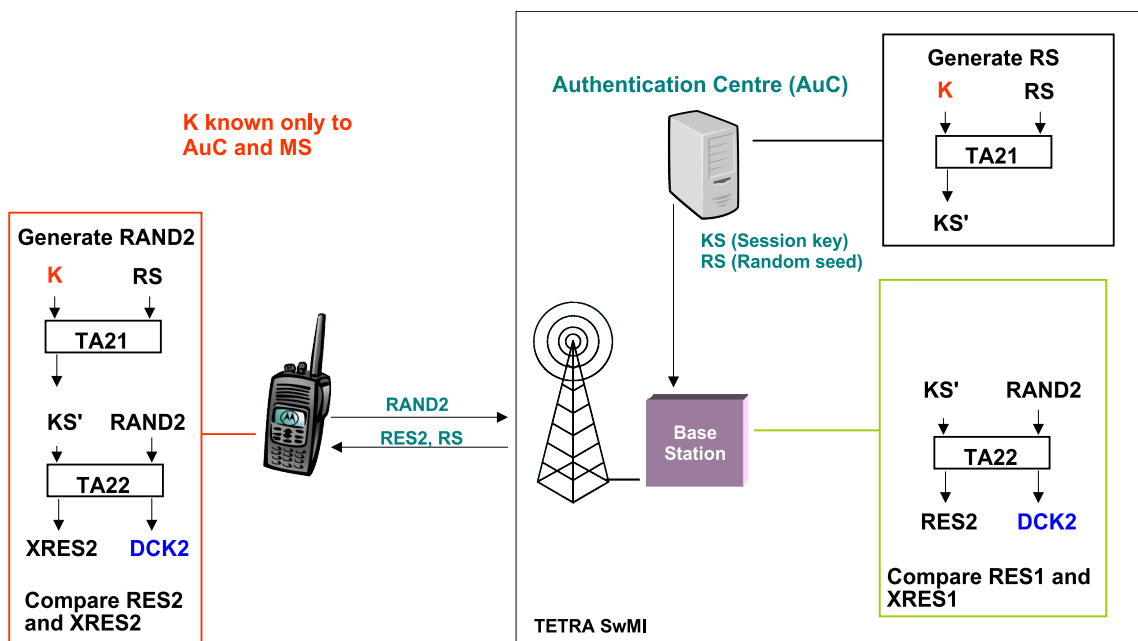 Generate RS
K
RS
TA21
KS'
Authentication Centre (AuC)
K known only to
AuC and MS
KS (Session key)
RS (Random seed)
Generate RAND2
K
RS
TA21
KS'
RAND2
TA22
XRES2
DCK2
Compare RES2
and XRES2
RAND2
RES2, RS
Base
Station
KS'
RAND2
TA22
RES2
DCK2
Compare RES1 and
XRES1
TETRA SwMI